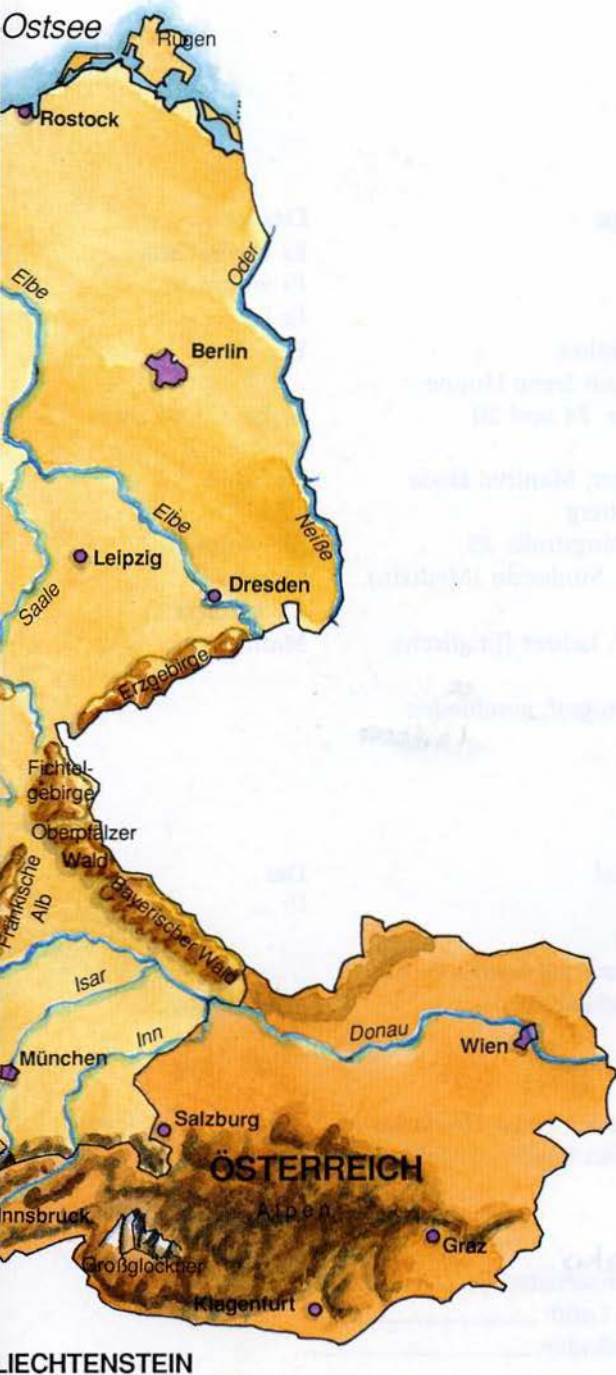 Ostsee
Rügen
Rostock
Elbe
Oder
Berlin
Elbe
Neiße
Leipzig
Dresden
Saale
Erzgebirge
Fichtel-
gebirge
Oberpfälzer
Wald
Fränkische
Alb
Bayerischer Wald
Isar
Inn
Donau
Wien
München
Salzburg
ÖSTERREICH
Alpen
Innsbruck
Großglockner
Graz
Klagenfurt
LIECHTENSTEIN